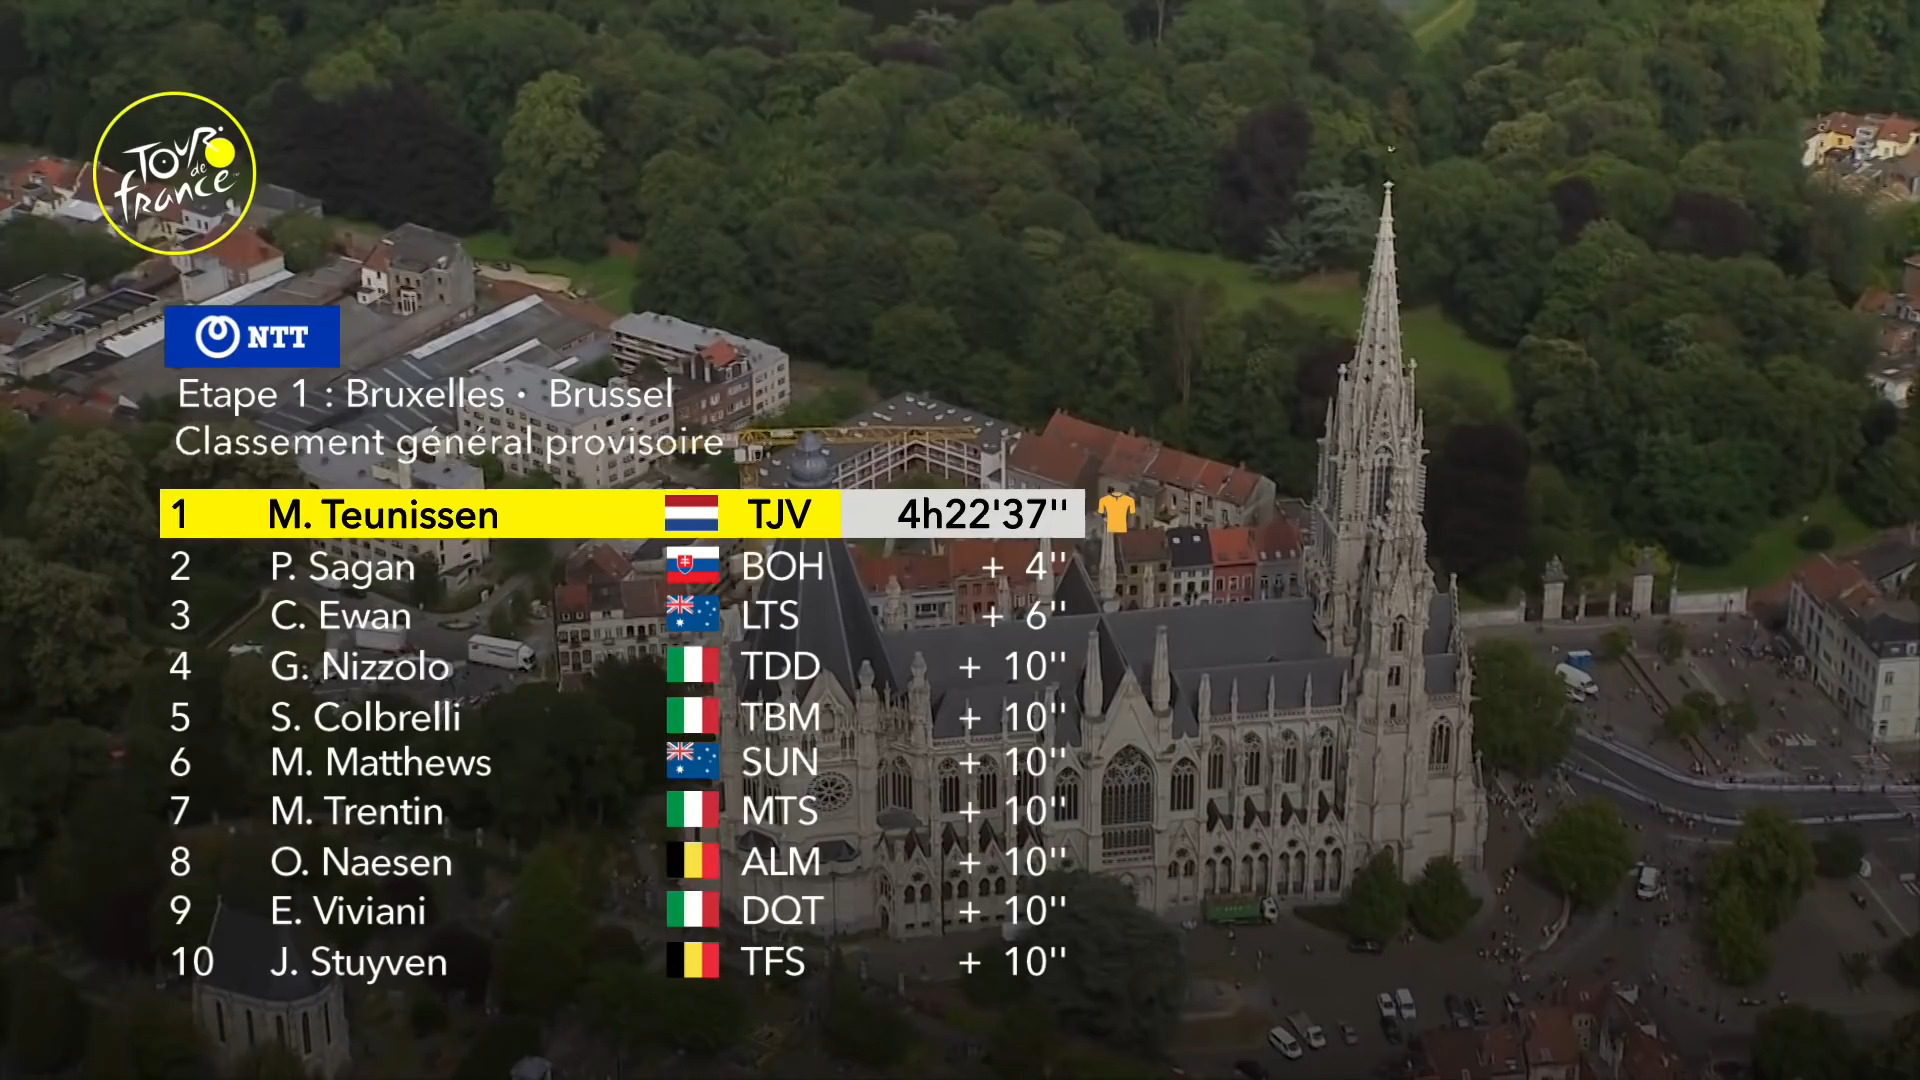 TOUR de france
NTT
Etape 1 : Bruxelles · Brussel
Classement général provisoire
1 M. Teunissen TJV 4h22'37''
2 P. Sagan BOH + 4''
3 C. Ewan LTS + 6''
4 G. Nizzolo TDD + 10''
5 S. Colbrelli TBM + 10''
6 M. Matthews SUN + 10''
7 M. Trentin MTS + 10''
8 O. Naesen ALM + 10''
9 E. Viviani DQT + 10''
10 J. Stuyven TFS + 10''